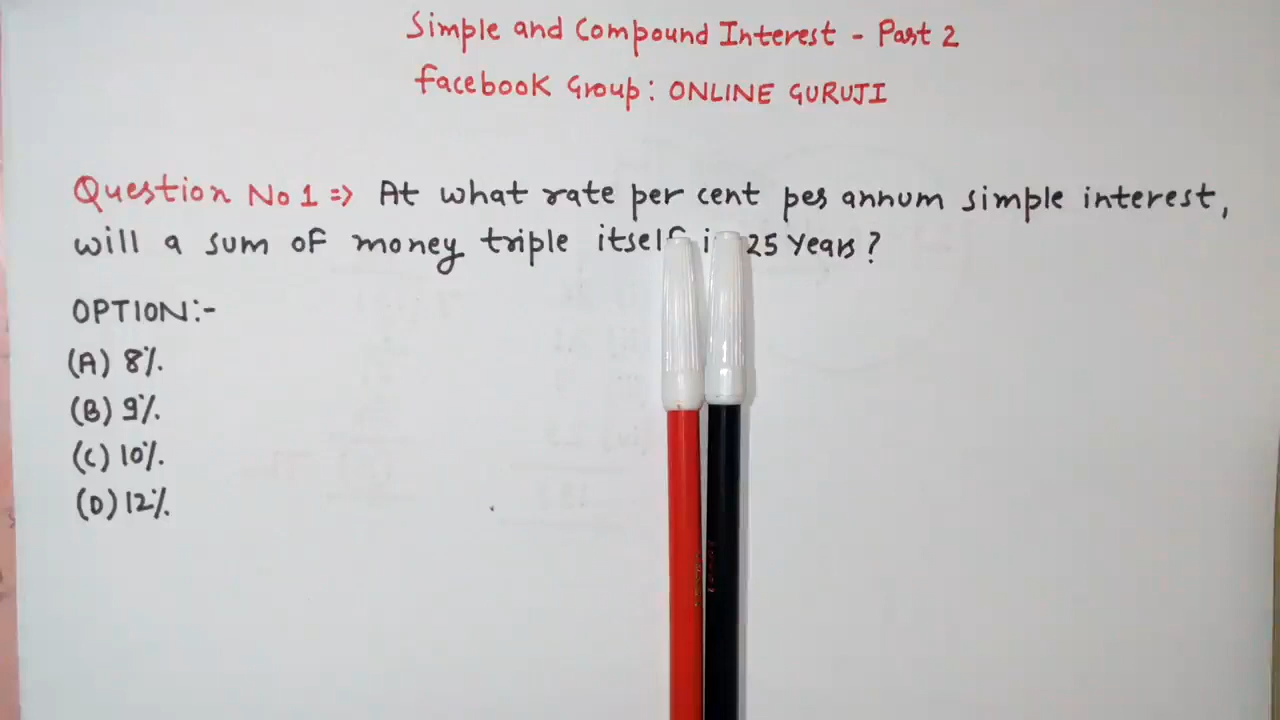 Simple and Compound Interest - Part 2
Facebook Group: ONLINE GURUJI
Question No 1 => At what rate per cent per annum simple interest,
will a sum of money triple itself 25 Years?
OPTION:-
(A) 8%.
(B) 9%.
(C) 10%.
(D) 12%.